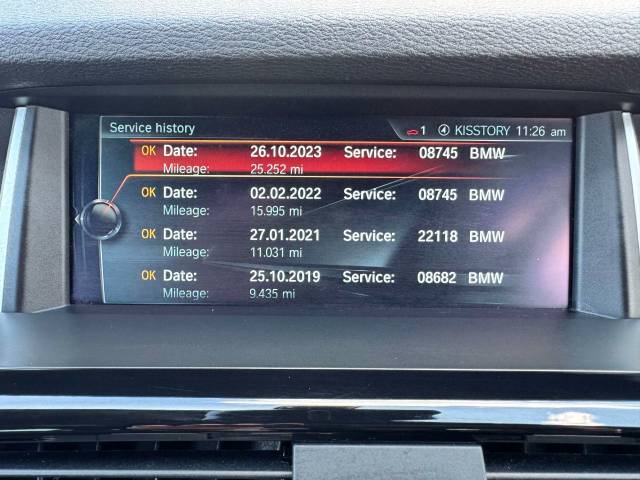 Service history 1 KISSTORY 11:26 am
OK Date: 26.10.2023 Service: 08745 BMW
Mileage: 25.252 mi
OK Date: 02.02.2022 Service: 08745 BMW
Mileage: 15.995 mi
OK Date: 27.01.2021 Service: 22118 BMW
Mileage: 11.031 mi
OK Date: 25.10.2019 Service: 08682 BMW
Mileage: 9.435 mi